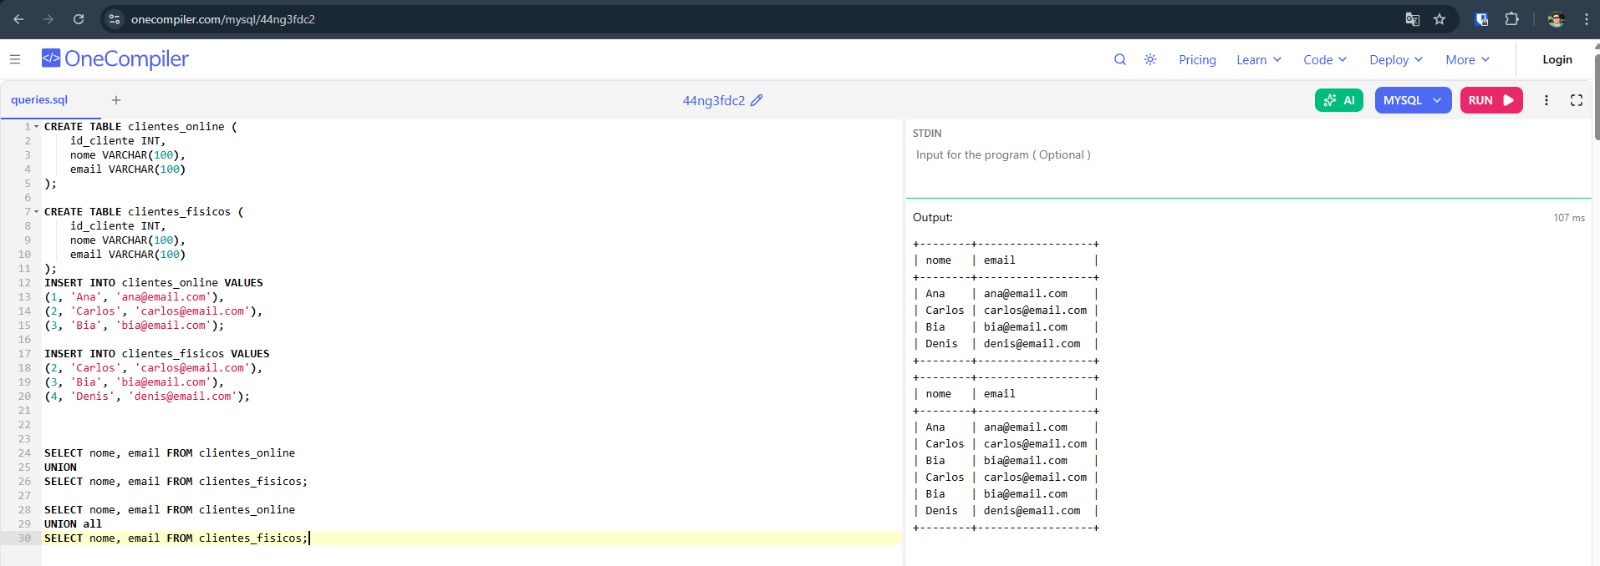 onecompiler.com/mysql/44ng3fdc2
OneCompiler
Pricing Learn Code Deploy More Login
queries.sql + 44ng3fdc2 AI MYSQL RUN
1 CREATE TABLE clientes_online (
2 id_cliente INT,
3 nome VARCHAR(100),
4 email VARCHAR(100)
5 );
6
7 CREATE TABLE clientes_fisicos (
8 id_cliente INT,
9 nome VARCHAR(100),
10 email VARCHAR(100)
11 );
12 INSERT INTO clientes_online VALUES
13 (1, 'Ana', 'ana@email.com'),
14 (2, 'Carlos', 'carlos@email.com'),
15 (3, 'Bia', 'bia@email.com');
16
17 INSERT INTO clientes_fisicos VALUES
18 (2, 'Carlos', 'carlos@email.com'),
19 (3, 'Bia', 'bia@email.com'),
20 (4, 'Denis', 'denis@email.com');
21
22
23
24 SELECT nome, email FROM clientes_online
25 UNION
26 SELECT nome, email FROM clientes_fisicos;
27
28 SELECT nome, email FROM clientes_online
29 UNION all
30 SELECT nome, email FROM clientes_fisicos;
STDIN
Input for the program ( Optional )
Output: 107 ms
+--------+------------------+
| nome   | email            |
+--------+------------------+
| Ana    | ana@email.com    |
| Carlos | carlos@email.com |
| Bia    | bia@email.com    |
| Denis  | denis@email.com  |
+--------+------------------+
+--------+------------------+
| nome   | email            |
+--------+------------------+
| Ana    | ana@email.com    |
| Carlos | carlos@email.com |
| Bia    | bia@email.com    |
| Carlos | carlos@email.com |
| Bia    | bia@email.com    |
| Denis  | denis@email.com  |
+--------+------------------+